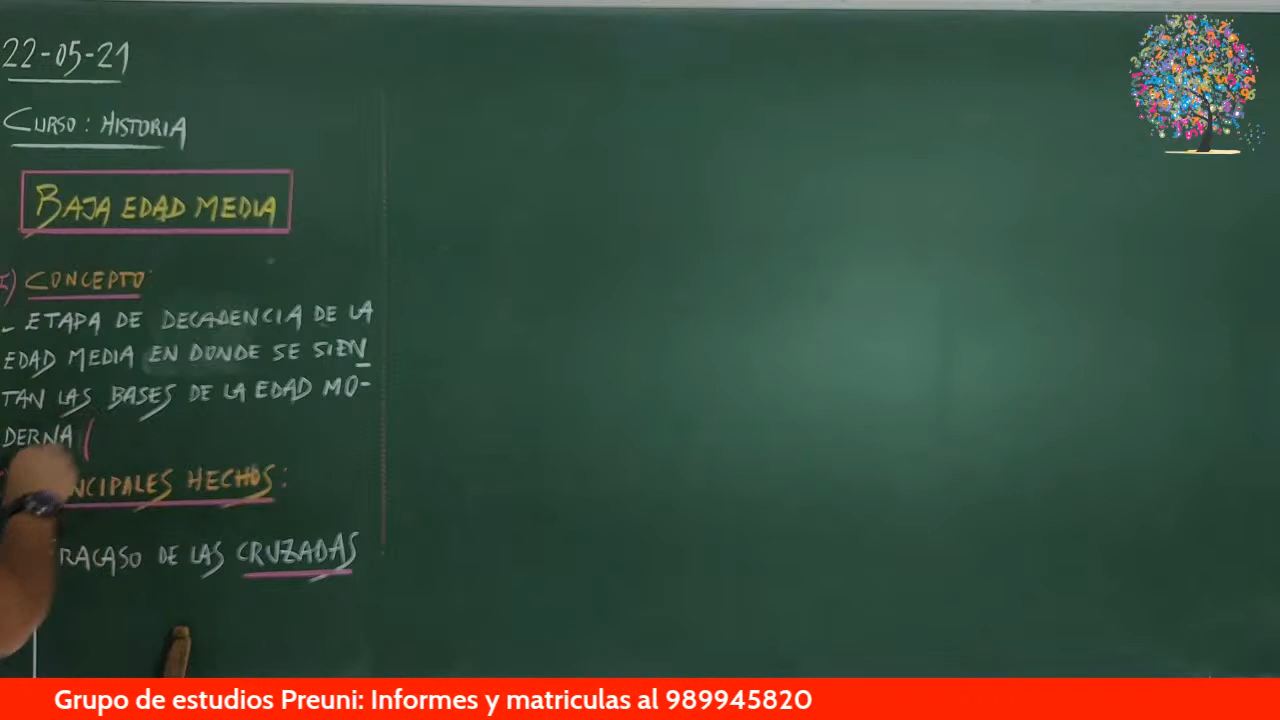 22-05-21
CURSO: HISTORIA
BAJA EDAD MEDIA
I) CONCEPTO:
- ETAPA DE DECADENCIA DE LA
EDAD MEDIA EN DONDE SE SIEN
TAN LAS BASES DE LA EDAD MO-
DERNA (
NCIPALES HECHOS:
RACASO DE LAS CRUZADAS
Grupo de estudios Preuni: Informes y matriculas al 989945820